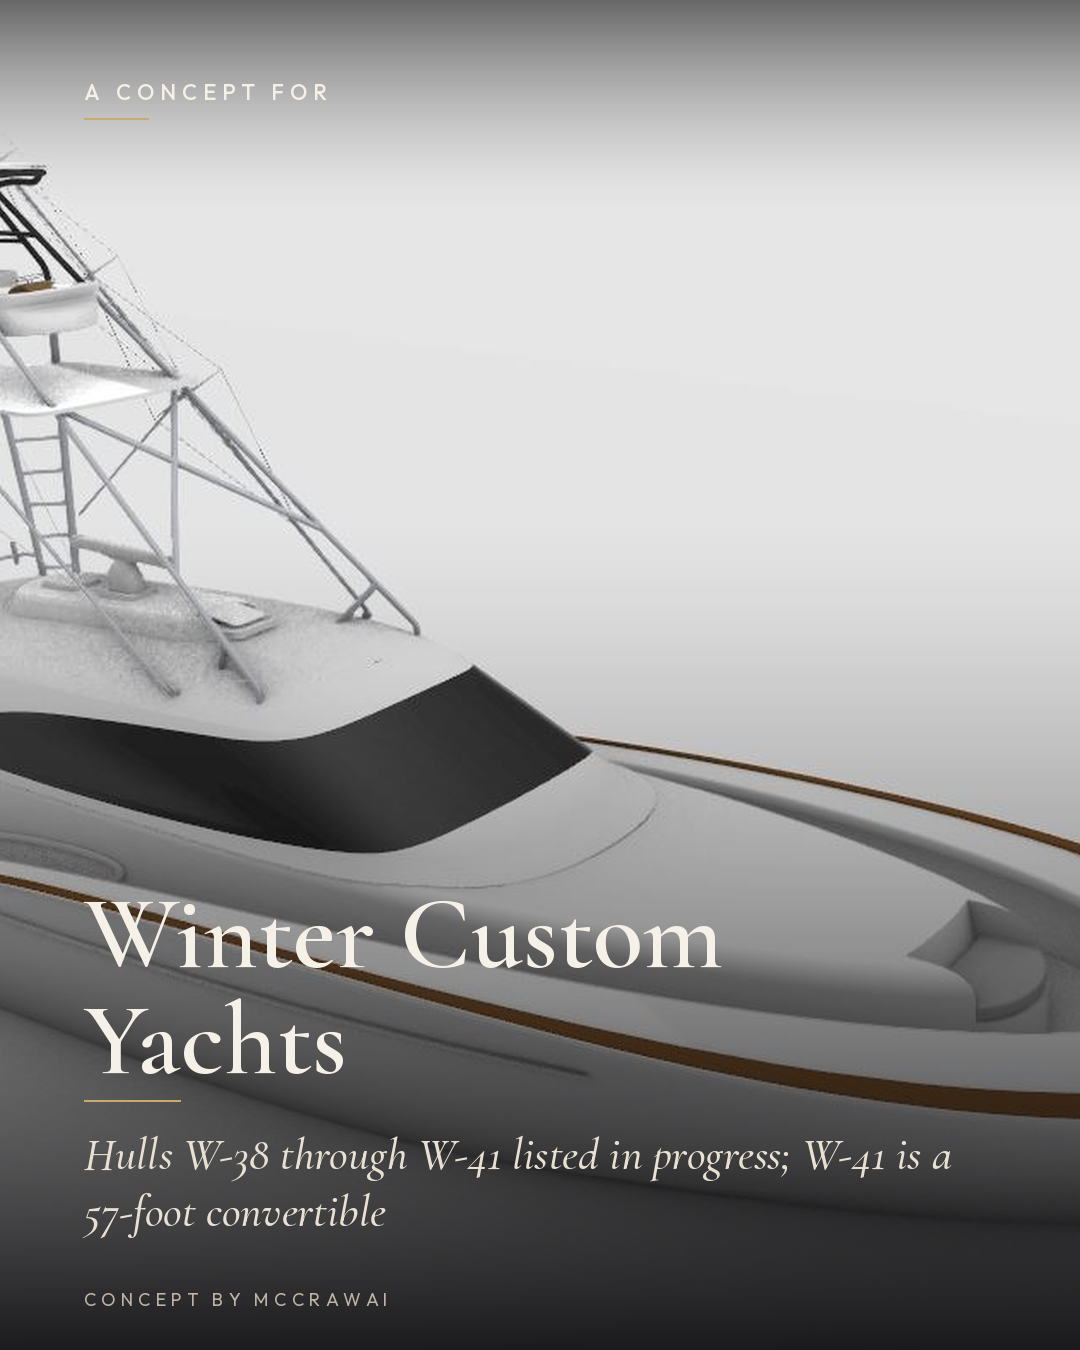 A CONCEPT FOR
Winter Custom
Yachts
Hulls W-38 through W-41 listed in progress; W-41 is a
57-foot convertible
CONCEPT BY MCCRAWAI